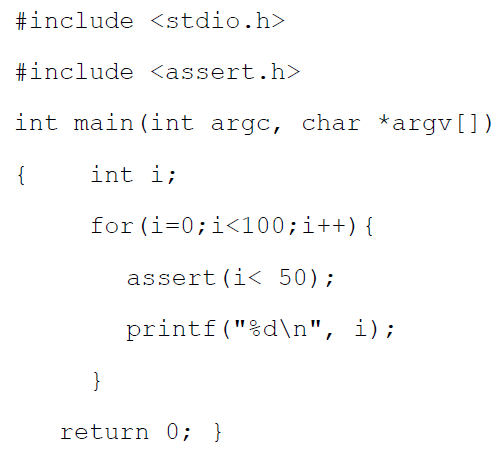 #include <stdio.h>
#include <assert.h>
int main(int argc, char *argv[])
{    int i;
for(i=0;i<100;i++){
assert(i< 50);
printf("%d\n", i);
}
return 0; }